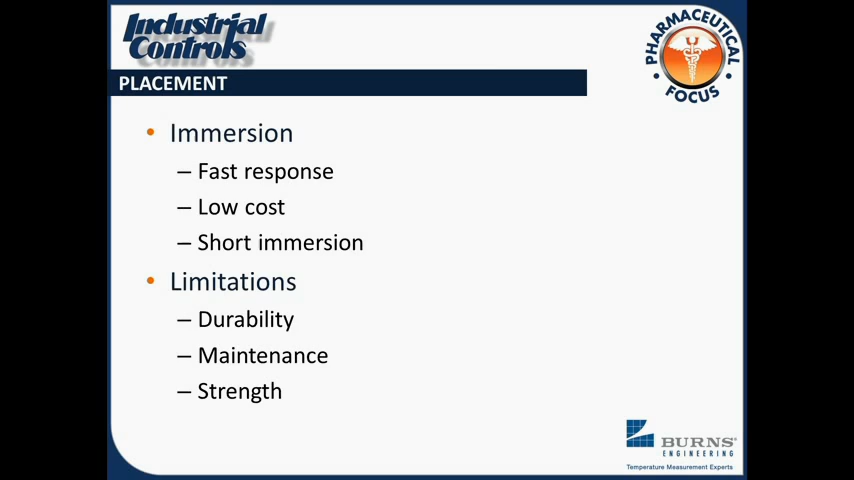 Industrial
Controls
PHARMACEUTICAL
FOCUS
PLACEMENT
• Immersion
– Fast response
– Low cost
– Short immersion
• Limitations
– Durability
– Maintenance
– Strength
BURNS®
ENGINEERING
Temperature Measurement Experts